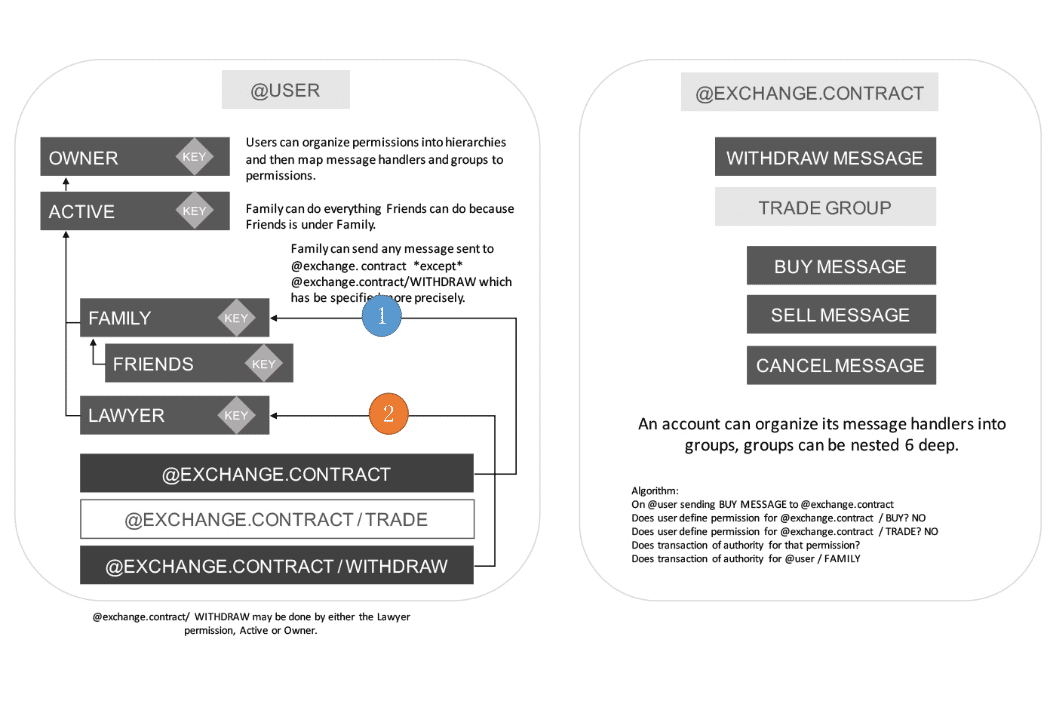 @USER
OWNER
KEY
Users can organize permissions into hierarchies
and then map message handlers and groups to
permissions.
ACTIVE
KEY
Family can do everything Friends can do because
Friends is under Family.
Family can send any message sent to
@exchange. contract *except*
@exchange.contract/WITHDRAW which
has be specified more precisely.
FAMILY
KEY
1
FRIENDS
KEY
LAWYER
KEY
2
@EXCHANGE.CONTRACT
@EXCHANGE.CONTRACT / TRADE
@EXCHANGE.CONTRACT / WITHDRAW
@exchange.contract/ WITHDRAW may be done by either the Lawyer
permission, Active or Owner.
@EXCHANGE.CONTRACT
WITHDRAW MESSAGE
TRADE GROUP
BUY MESSAGE
SELL MESSAGE
CANCEL MESSAGE
An account can organize its message handlers into
groups, groups can be nested 6 deep.
Algorithm:
On @user sending BUY MESSAGE to @exchange.contract
Does user define permission for @exchange.contract / BUY? NO
Does user define permission for @exchange.contract / TRADE? NO
Does transaction of authority for that permission?
Does transaction of authority for @user / FAMILY